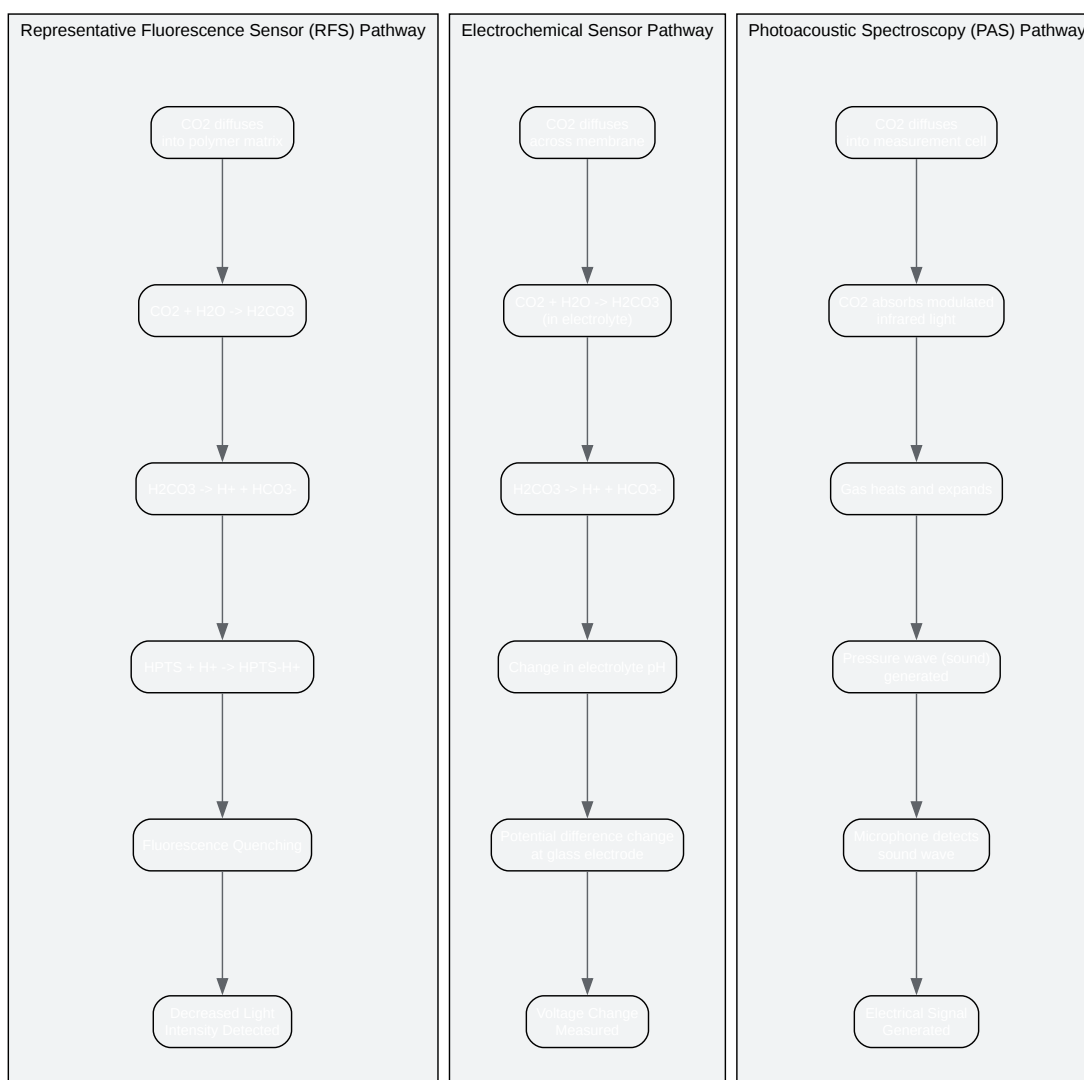 Representative Fluorescence Sensor (RFS) Pathway
CO2 diffuses
into polymer matrix
CO2 + H2O -> H2CO3
H2CO3 -> H+ + HCO3-
HPTS + H+ -> HPTS-H+
Fluorescence Quenching
Decreased Light
Intensity Detected
Electrochemical Sensor Pathway
CO2 diffuses
across membrane
CO2 + H2O -> H2CO3
(in electrolyte)
H2CO3 -> H+ + HCO3-
Change in electrolyte pH
Potential difference change
at glass electrode
Voltage Change
Measured
Photoacoustic Spectroscopy (PAS) Pathway
CO2 diffuses
into measurement cell
CO2 absorbs modulated
infrared light
Gas heats and expands
Pressure wave (sound)
generated
Microphone detects
sound wave
Electrical Signal
Generated